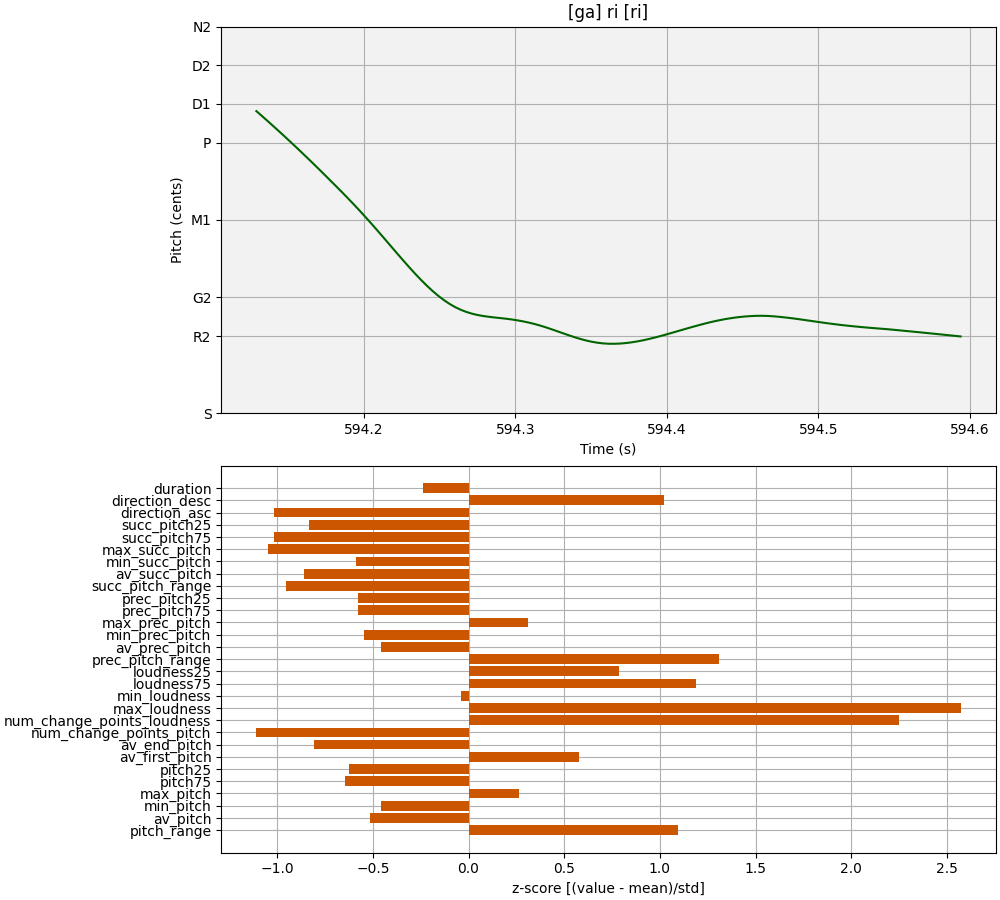 [ga] ri [ri]
N2
D2
D1
P
M1
G2
R2
S
Pitch (cents)
594.2 594.3 594.4 594.5 594.6
Time (s)
duration
direction_desc
direction_asc
succ_pitch25
succ_pitch75
max_succ_pitch
min_succ_pitch
av_succ_pitch
succ_pitch_range
prec_pitch25
prec_pitch75
max_prec_pitch
min_prec_pitch
av_prec_pitch
prec_pitch_range
loudness25
loudness75
min_loudness
max_loudness
num_change_points_loudness
num_change_points_pitch
av_end_pitch
av_first_pitch
pitch25
pitch75
max_pitch
min_pitch
av_pitch
pitch_range
−1.0 −0.5 0.0 0.5 1.0 1.5 2.0 2.5
z-score [(value - mean)/std]